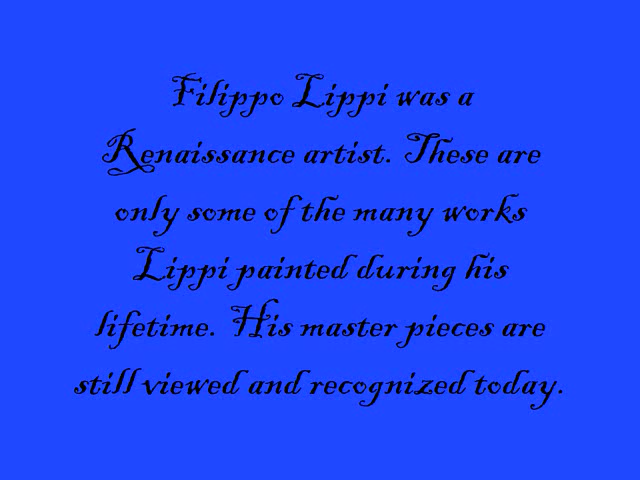 Filippo Lippi was a
Renaissance artist. These are
only some of the many works
Lippi painted during his
lifetime. His master pieces are
still viewed and recognized today.